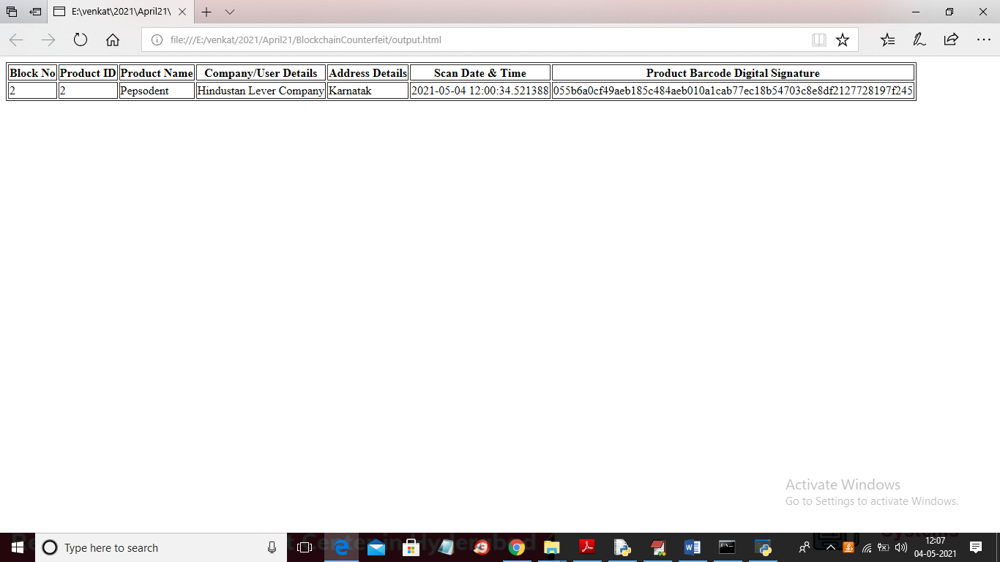 E:\venkat\2021\April21\
file:///E:/venkat/2021/April21/BlockchainCounterfeit/output.html
Block No Product ID Product Name Company/User Details Address Details Scan Date & Time Product Barcode Digital Signature
2 2 Pepsodent Hindustan Lever Company Karnatak 2021-05-04 12:00:34.521388 055b6a0cf49aeb185c484aeb010a1cab77ec18b54703c8e8df2127728197f245
Activate Windows
Go to Settings to activate Windows.
Type here to search
12:07
04-05-2021